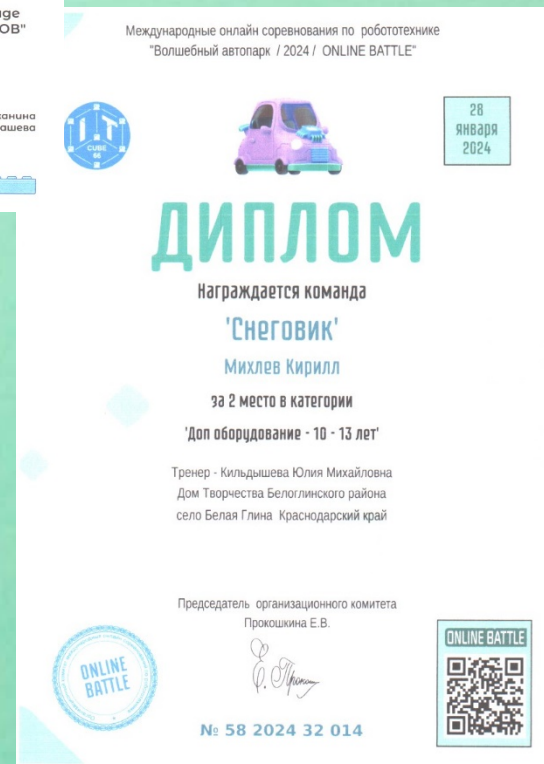 ОВ"
Международные онлайн соревнования по робототехнике
"Волшебный автопарк / 2024 / ONLINE BATTLE"
IT
CUBE
28
января
2024
ДИПЛОМ
Награждается команда
'Снеговик'
Михлев Кирилл
за 2 место в категории
'Доп оборудование - 10 - 13 лет'
Тренер - Кильдышева Юлия Михайловна
Дом Творчества Белоглинского района
село Белая Глина Краснодарский край
Председатель организационного комитета
Прокошкина Е.В.
ONLINE
BATTLE
ONLINE BATTLE
№ 58 2024 32 014